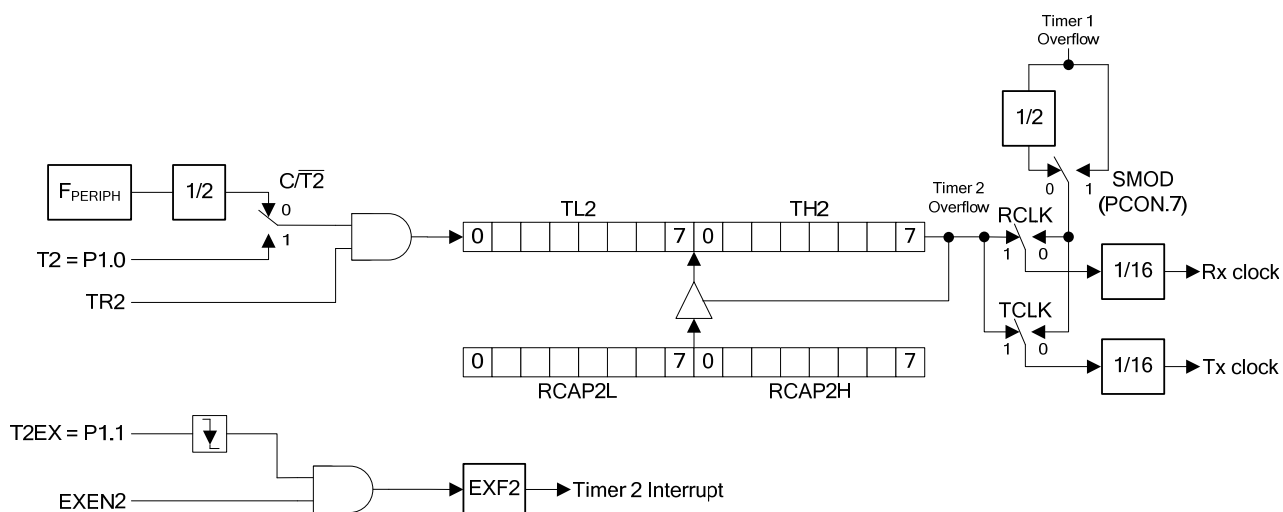 Timer 1
Overflow
1/2
0
1
SMOD
(PCON.7)
F PERIPH
1/2
C/T2
0
1
T2 = P1.0
TR2
TL2
TH2
0
7
0
7
Timer 2
Overflow
RCLK
1
0
1/16
Rx clock
TCLK
1
0
1/16
Tx clock
0
7
0
7
RCAP2L
RCAP2H
T2EX = P1.1
EXEN2
EXF2
Timer 2 Interrupt